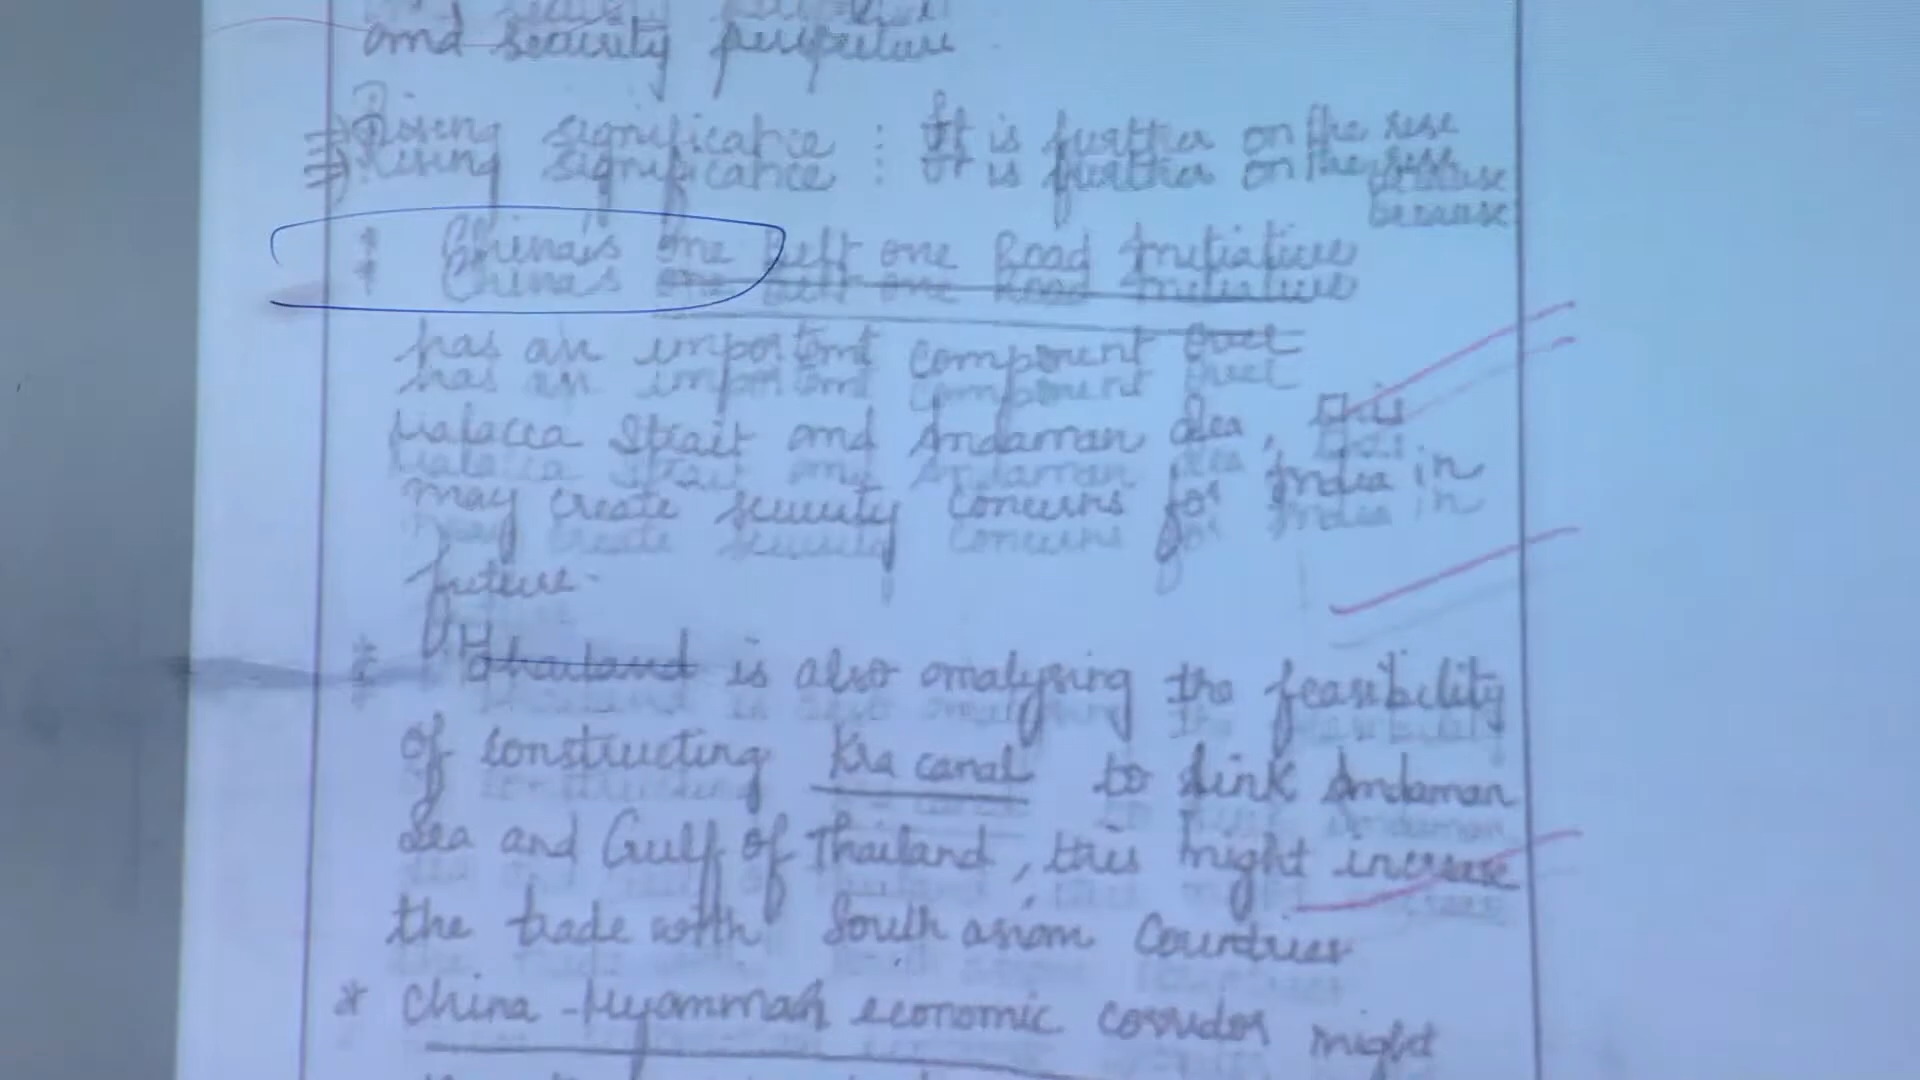 and security perspective
⇒ Rising significance : It is further on the rise
because
* China's one belt one Road Initiative
has an important component over
Malacca Strait and Andaman Sea, this
may create security concerns for India in
future.
* Thailand is also analysing the feasibility
of constructing Kra canal to link Andaman
Sea and Gulf of Thailand, this might increase
the trade with South asian Countries
* China-Myanmar economic corridor might